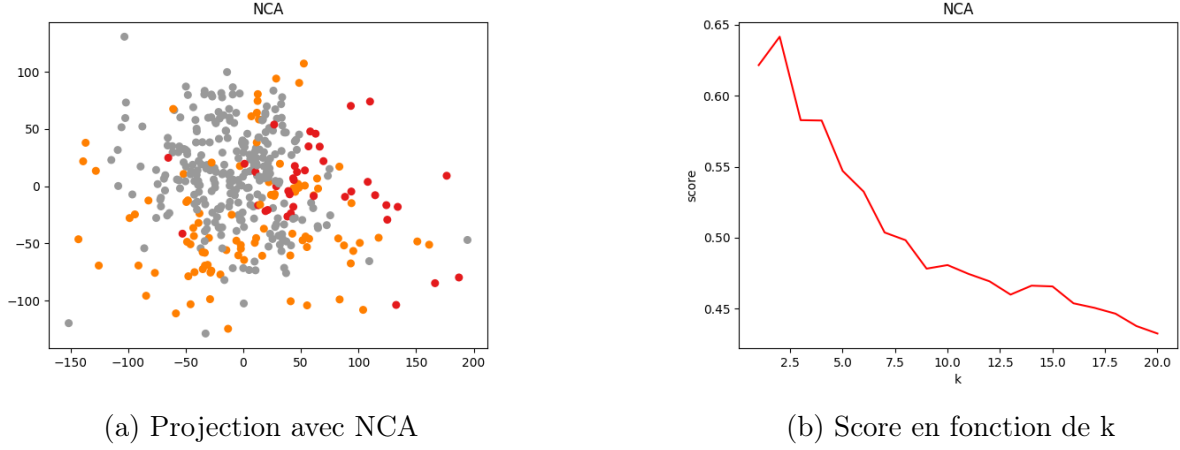 NCA
100
50
0
−50
−100
−150 −100 −50 0 50 100 150 200
(a) Projection avec NCA
NCA
0.65
0.60
0.55
0.50
0.45
score
2.5 5.0 7.5 10.0 12.5 15.0 17.5 20.0
k
(b) Score en fonction de k